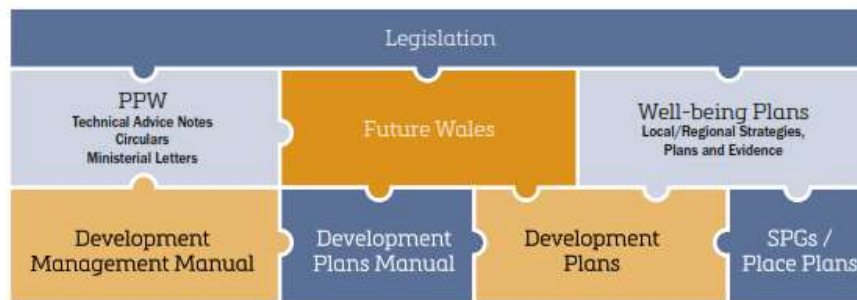 Legislation
PPW
Technical Advice Notes
Circulars
Ministerial Letters
Future Wales
Well-being Plans
Local/Regional Strategies,
Plans and Evidence
Development
Management Manual
Development
Plans Manual
Development
Plans
SPGs /
Place Plans